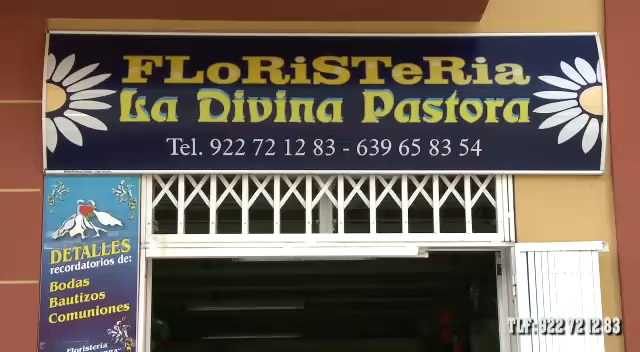 FLoRiSTeRia
La Divina Pastora
Tel. 922 72 12 83 - 639 65 83 54
DETALLES
recordatorios de:
Bodas
Bautizos
Comuniones
Floristeria
TLF: 922 72 12 83